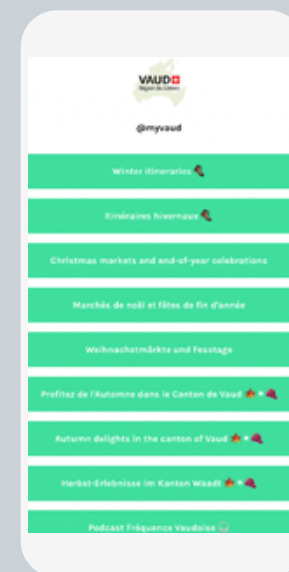 VAUD
Région du Léman
@myvaud
Winter itineraries
Itinéraires hivernaux
Christmas markets and end-of-year celebrations
Marchés de noël et fêtes de fin d'année
Weihnachstmärkte und Fesstage
Profitez de l'Automne dans le Canton de Vaud
Autumn delights in the canton of Vaud
Herbst-Erlebnisse im Kanton Waadt
Podcast Fréquence Vaudoise